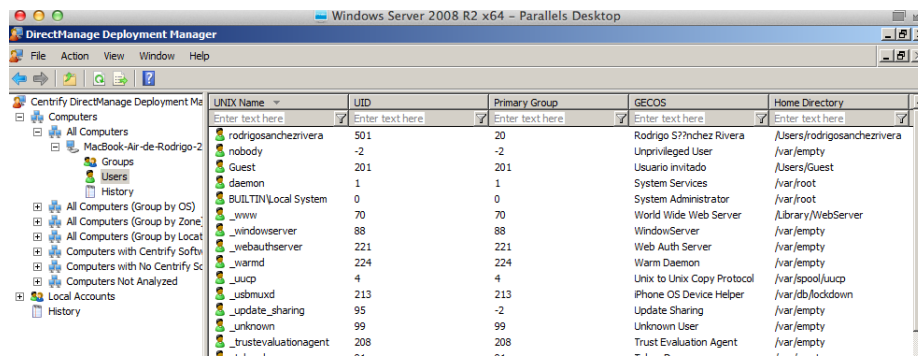 Windows Server 2008 R2 x64 – Parallels Desktop
DirectManage Deployment Manager
File Action View Window Help
Centrify DirectManage Deployment Ma
Computers
All Computers
MacBook-Air-de-Rodrigo-2
Groups
Users
History
All Computers (Group by OS)
All Computers (Group by Zone)
All Computers (Group by Locat
Computers with Centrify Softw
Computers with No Centrify Sc
Computers Not Analyzed
Local Accounts
History
UNIX Name UID Primary Group GECOS Home Directory
Enter text here Enter text here Enter text here Enter text here Enter text here
rodrigosanchezrivera 501 20 Rodrigo S??nchez Rivera /Users/rodrigosanchezrivera
nobody -2 -2 Unprivileged User /var/empty
Guest 201 201 Usuario invitado /Users/Guest
daemon 1 1 System Services /var/root
BUILTIN\Local System 0 0 System Administrator /var/root
_www 70 70 World Wide Web Server /Library/WebServer
_windowserver 88 88 WindowServer /var/empty
_webauthserver 221 221 Web Auth Server /var/empty
_warmd 224 224 Warm Daemon /var/empty
_uucp 4 4 Unix to Unix Copy Protocol /var/spool/uucp
_usbmuxd 213 213 iPhone OS Device Helper /var/db/lockdown
_update_sharing 95 -2 Update Sharing /var/empty
_unknown 99 99 Unknown User /var/empty
_trustevaluationagent 208 208 Trust Evaluation Agent /var/empty